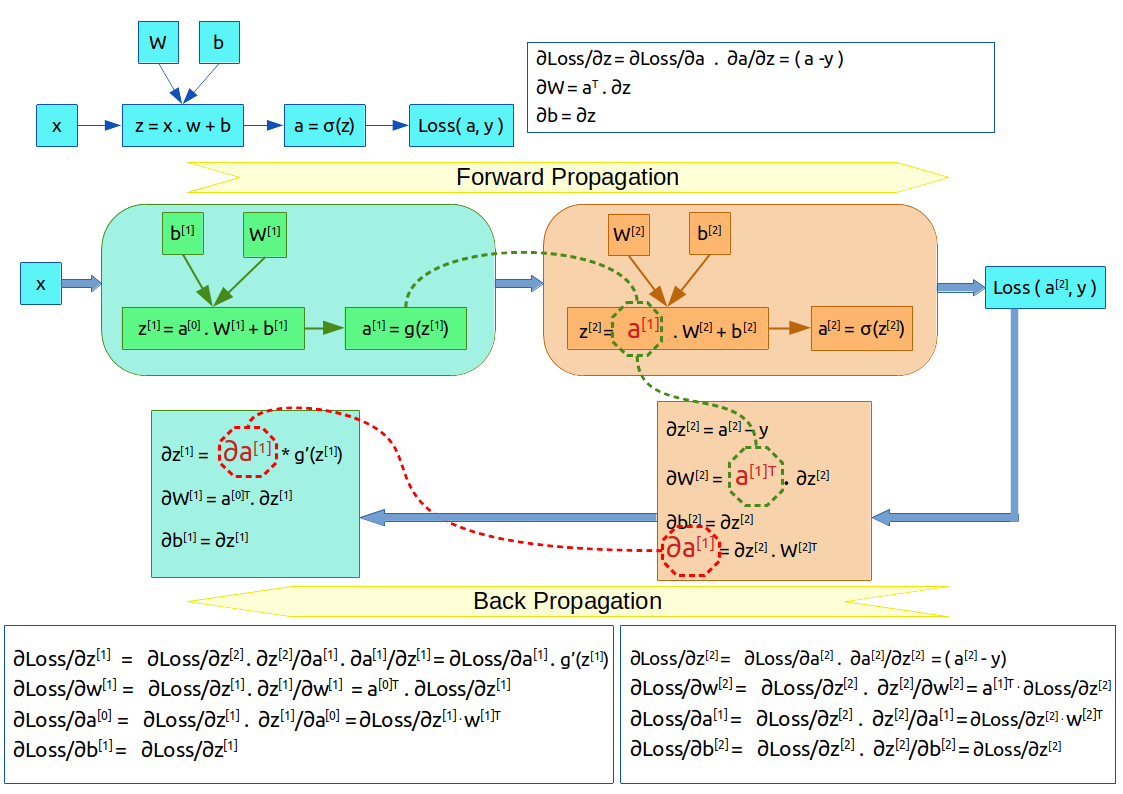 W
b
x
z = x . w + b
a = σ(z)
Loss( a, y )
∂Loss/∂z = ∂Loss/∂a . ∂a/∂z = ( a -y )
∂W = aᵀ . ∂z
∂b = ∂z
Forward Propagation
b[1]
W[1]
W[2]
b[2]
x
z[1] = a[0] . W[1] + b[1]
a[1] = g(z[1])
z[2] = a[1] . W[2] + b[2]
a[2] = σ(z[2])
Loss ( a[2], y )
∂z[1] = ∂a[1] * g’(z[1])
∂W[1] = a[0]T. ∂z[1]
∂b[1] = ∂z[1]
∂z[2] = a[2] – y
∂W[2] = a[1]T . ∂z[2]
∂b[2] = ∂z[2]
∂a[1] = ∂z[2] . W[2]T
Back Propagation
∂Loss/∂z[1] = ∂Loss/∂z[2]. ∂z[2]/∂a[1]. ∂a[1]/∂z[1] = ∂Loss/∂a[1] . g’(z[1])
∂Loss/∂w[1] = ∂Loss/∂z[1]. ∂z[1]/∂w[1] = a[0]T . ∂Loss/∂z[1]
∂Loss/∂a[0] = ∂Loss/∂z[1] . ∂z[1]/∂a[0] = ∂Loss/∂z[1] . w[1]T
∂Loss/∂b[1] = ∂Loss/∂z[1]
∂Loss/∂z[2] = ∂Loss/∂a[2]. ∂a[2]/∂z[2] = ( a[2] - y)
∂Loss/∂w[2] = ∂Loss/∂z[2] . ∂z[2]/∂w[2] = a[1]T . ∂Loss/∂z[2]
∂Loss/∂a[1] = ∂Loss/∂z[2] . ∂z[2]/∂a[1] = ∂Loss/∂z[2] . w[2]T
∂Loss/∂b[2] = ∂Loss/∂z[2] . ∂z[2]/∂b[2] = ∂Loss/∂z[2]